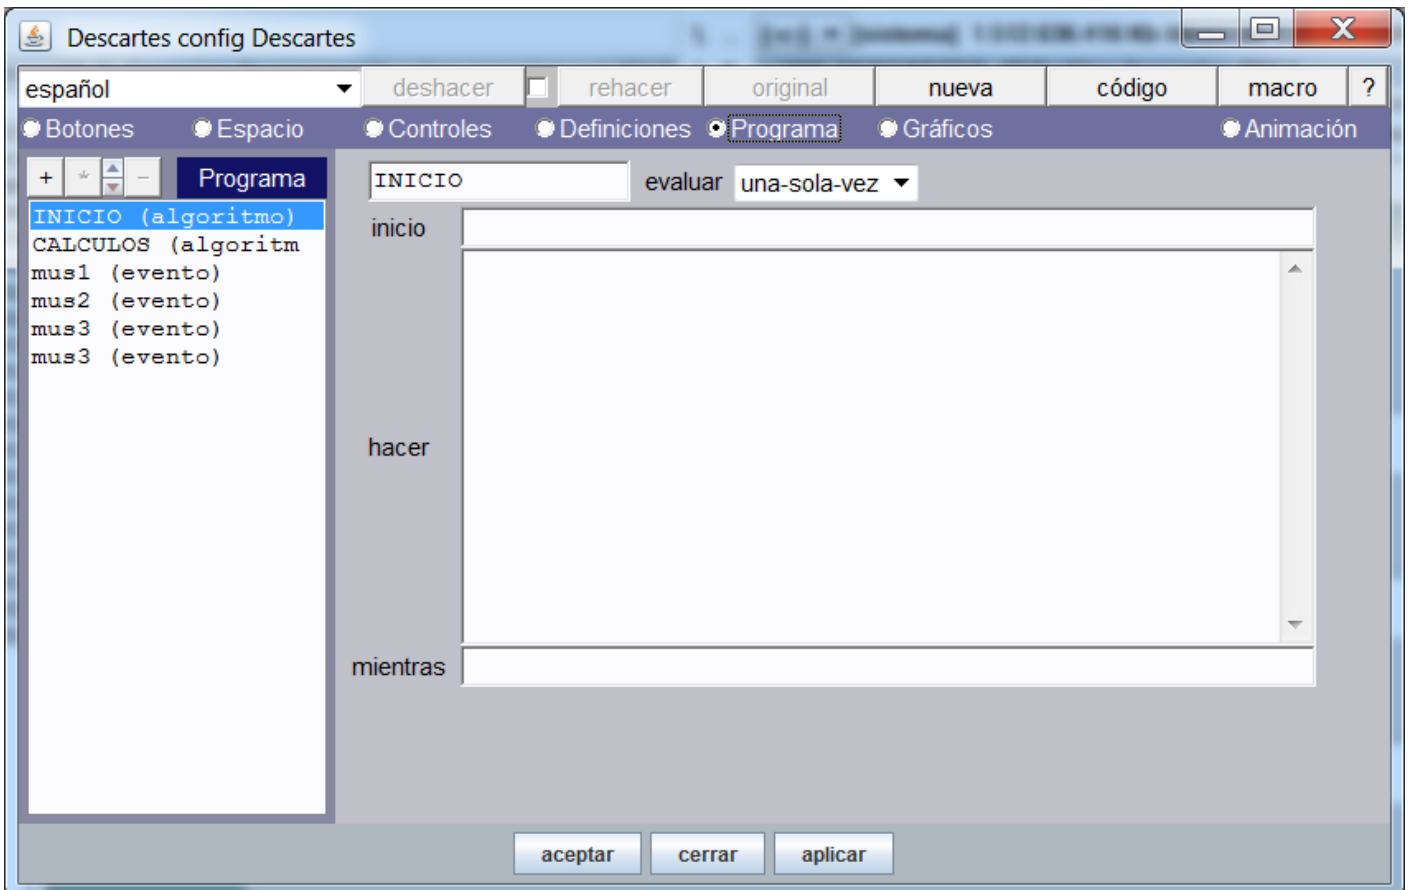 Descartes config Descartes
español deshacer rehacer original nueva código macro ?
Botones Espacio Controles Definiciones Programa Gráficos Animación
+ * - Programa INICIO evaluar una-sola-vez
INICIO (algoritmo)
CALCULOS (algoritm
mus1 (evento)
mus2 (evento)
mus3 (evento)
mus3 (evento)
inicio
hacer
mientras
aceptar cerrar aplicar